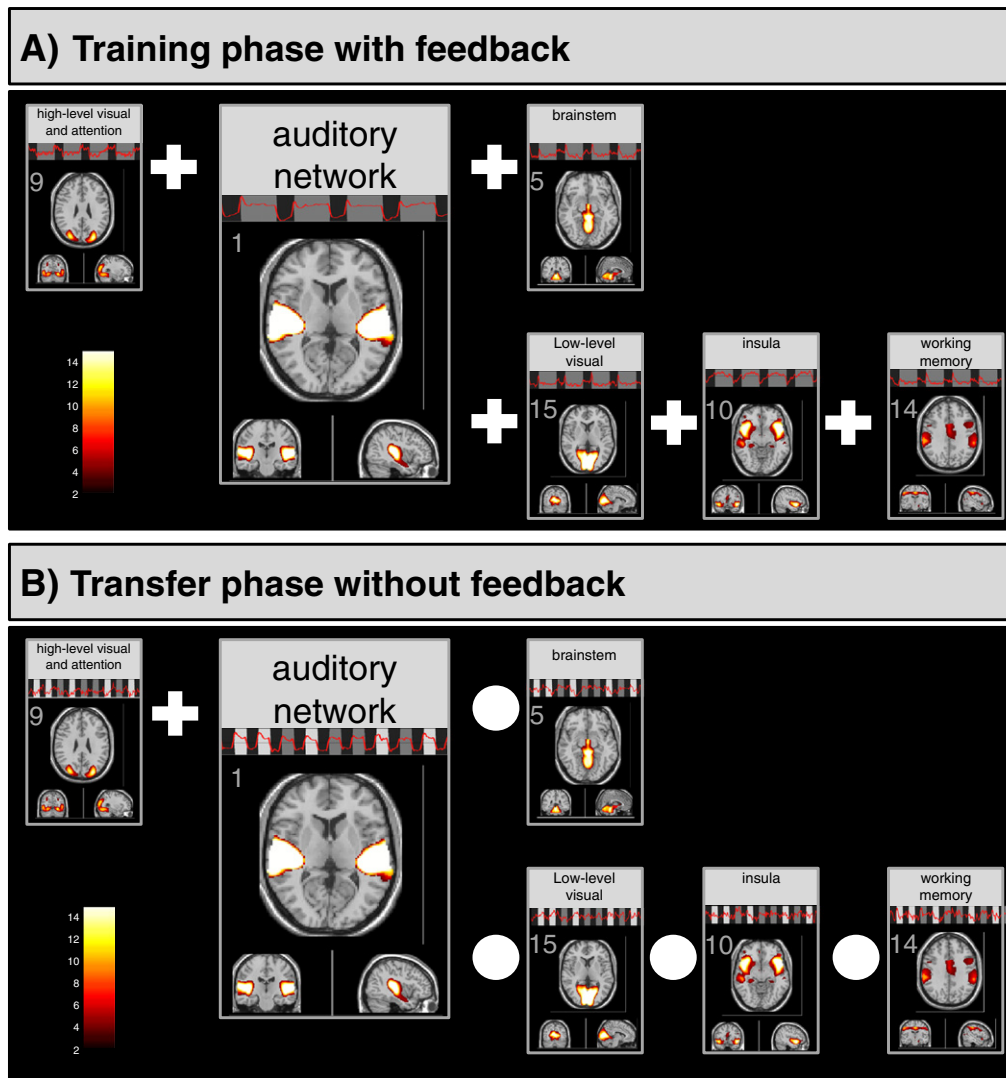 A) Training phase with feedback
high-level visual
and attention
9
auditory
network
1
brainstem
5
14
12
10
8
6
4
2
Low-level
visual
15
insula
10
working
memory
14
B) Transfer phase without feedback
high-level visual
and attention
9
auditory
network
1
brainstem
5
14
12
10
8
6
4
2
Low-level
visual
15
insula
10
working
memory
14